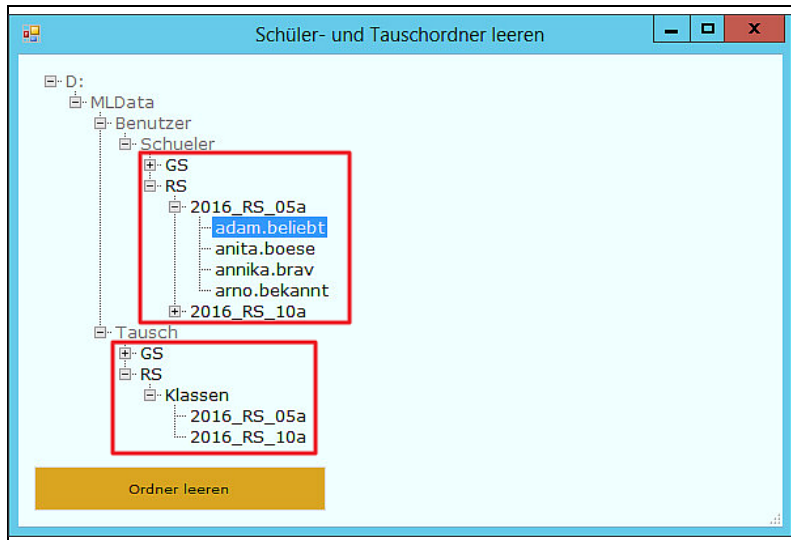 Schüler- und Tauschordner leeren
D:
MLData
Benutzer
Schueler
GS
RS
2016_RS_05a
adam.beliebt
anita.boese
annika.brav
arno.bekannt
2016_RS_10a
Tausch
GS
RS
Klassen
2016_RS_05a
2016_RS_10a
Ordner leeren